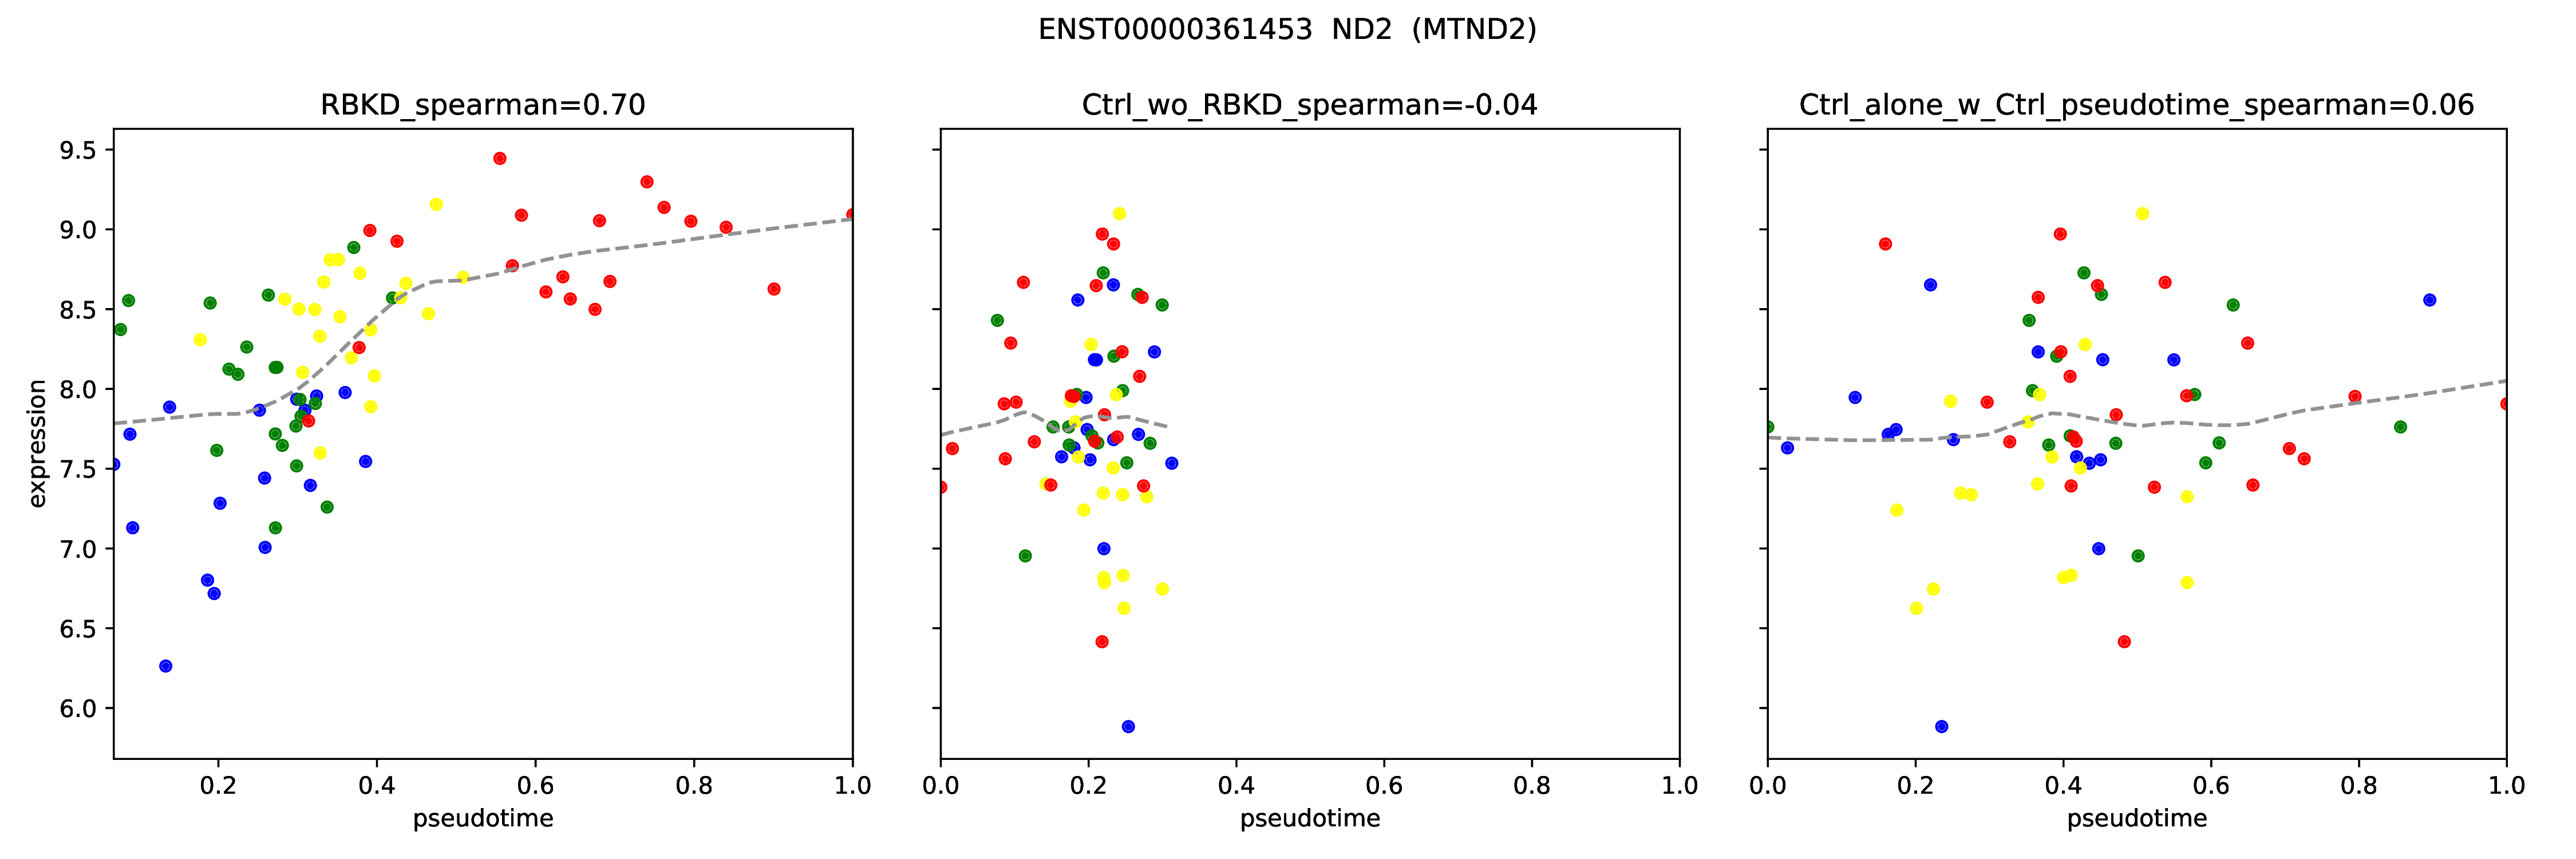 ENST00000361453 ND2 (MTND2)
RBKD_spearman=0.70
Ctrl_wo_RBKD_spearman=-0.04
Ctrl_alone_w_Ctrl_pseudotime_spearman=0.06
expression
9.5
9.0
8.5
8.0
7.5
7.0
6.5
6.0
0.2 0.4 0.6 0.8 1.0
0.0 0.2 0.4 0.6 0.8 1.0
0.0 0.2 0.4 0.6 0.8 1.0
pseudotime
pseudotime
pseudotime